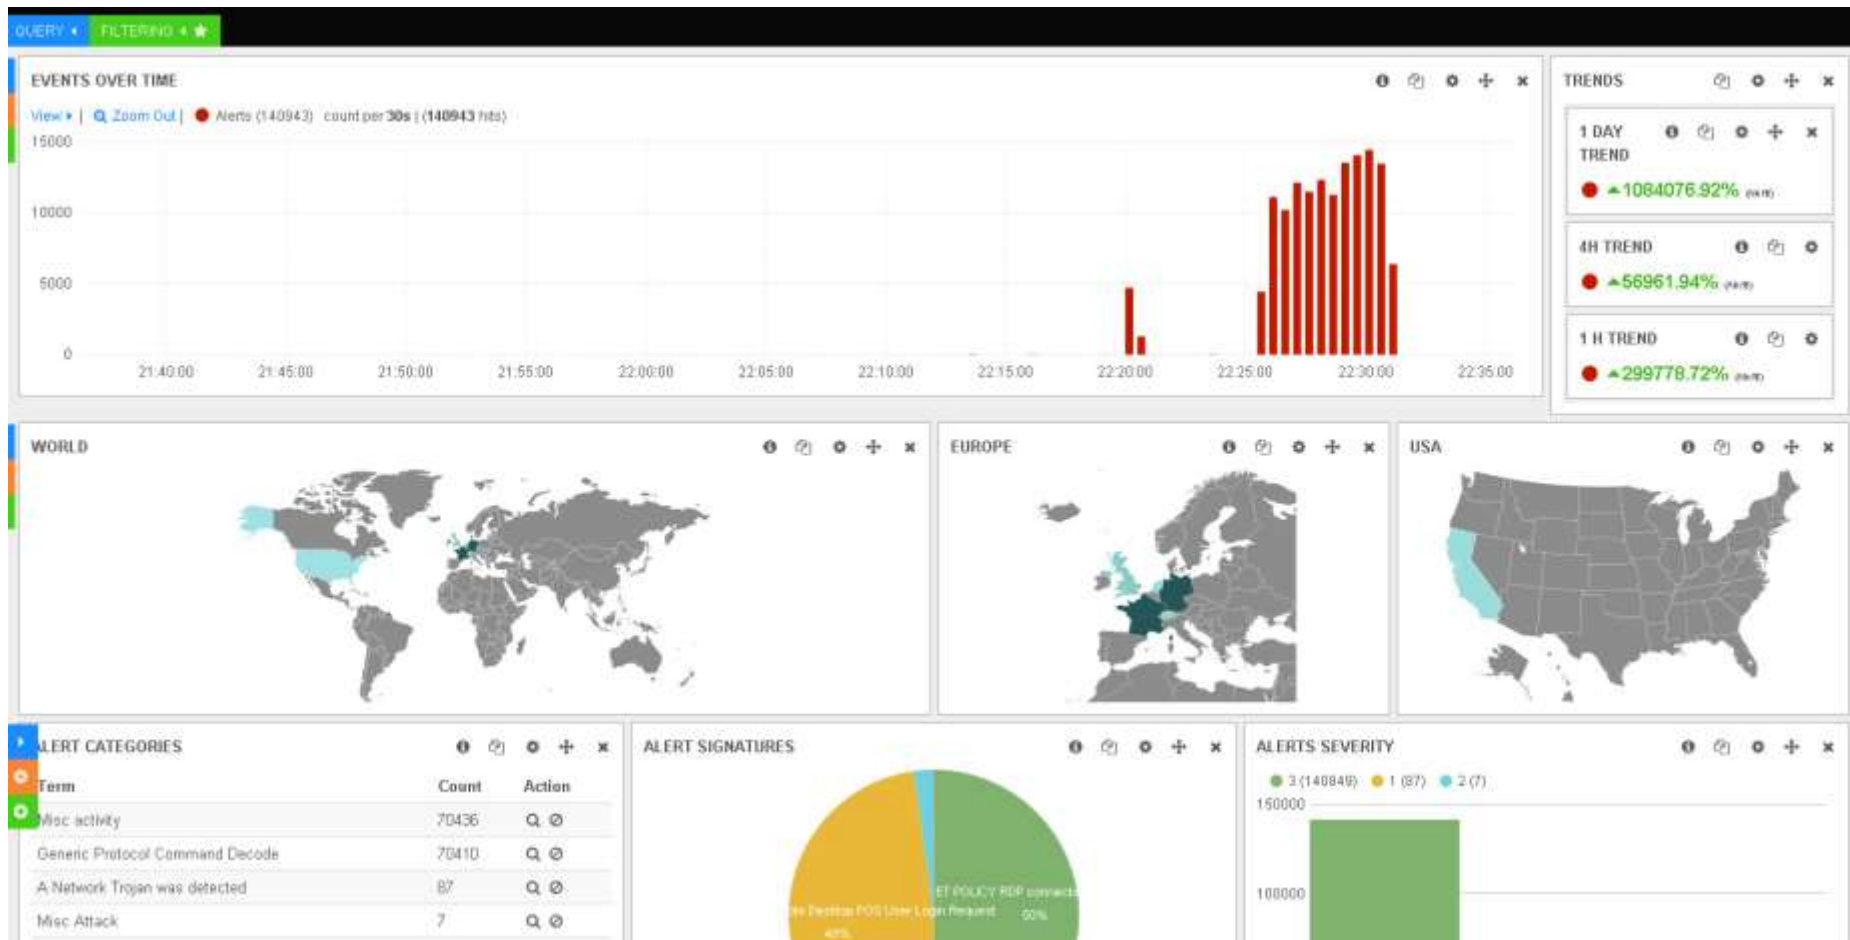 QUERY
FILTERING 4
EVENTS OVER TIME
View | Zoom Out | Alerts (140943) count per 30s | (140943 hits)
15000
10000
5000
0
21:40:00 21:45:00 21:50:00 21:55:00 22:00:00 22:05:00 22:10:00 22:15:00 22:20:00 22:25:00 22:30:00 22:35:00
TRENDS
1 DAY
TREND
1084076.92%
4H TREND
56961.94%
1 H TREND
299778.72%
WORLD
EUROPE
USA
ALERT CATEGORIES
Term Count Action
Misc activity 70436
Generic Protocol Command Decode 70410
A Network Trojan was detected 87
Misc Attack 7
ALERT SIGNATURES
ET POLICY RDP connect
50%
Desktop POS User Login Request
ALERTS SEVERITY
3 (140849) 1 (87) 2 (7)
150000
100000